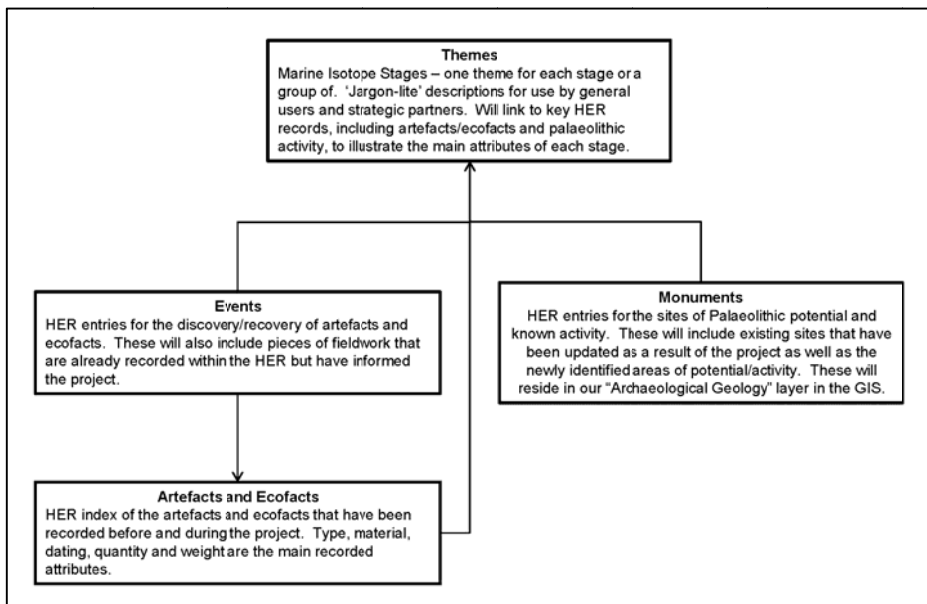 Themes
Marine Isotope Stages – one theme for each stage or a
group of. ‘Jargon-lite’ descriptions for use by general
users and strategic partners. Will link to key HER
records, including artefacts/ecofacts and palaeolithic
activity, to illustrate the main attributes of each stage.
Events
HER entries for the discovery/recovery of artefacts and
ecofacts. These will also include pieces of fieldwork that
are already recorded within the HER but have informed
the project.
Monuments
HER entries for the sites of Palaeolithic potential and
known activity. These will include existing sites that have
been updated as a result of the project as well as the
newly identified areas of potential/activity. These will
reside in our “Archaeological Geology” layer in the GIS.
Artefacts and Ecofacts
HER index of the artefacts and ecofacts that have been
recorded before and during the project. Type, material,
dating, quantity and weight are the main recorded
attributes.